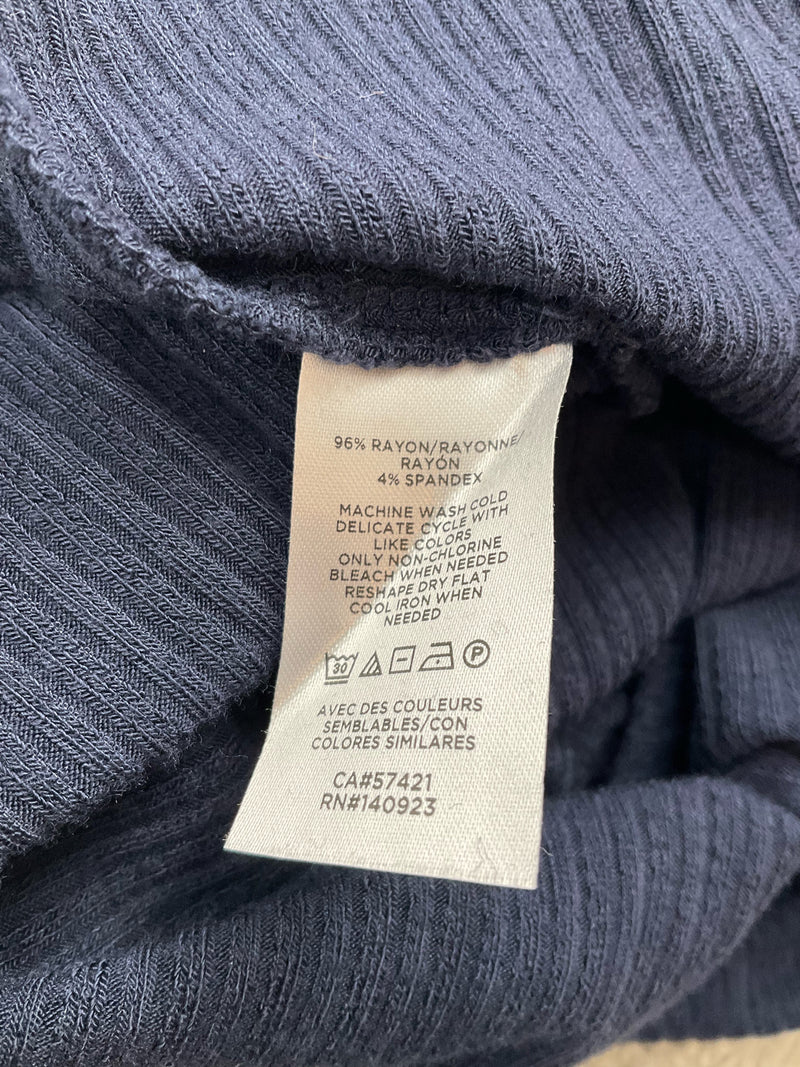 96% RAYON/RAYONNE/
RAYÓN
4% SPANDEX
MACHINE WASH COLD
DELICATE CYCLE WITH
LIKE COLORS
ONLY NON-CHLORINE
BLEACH WHEN NEEDED
RESHAPE DRY FLAT
COOL IRON WHEN
NEEDED
30 P
AVEC DES COULEURS
SEMBLABLES/CON
COLORES SIMILARES
CA#57421
RN#140923